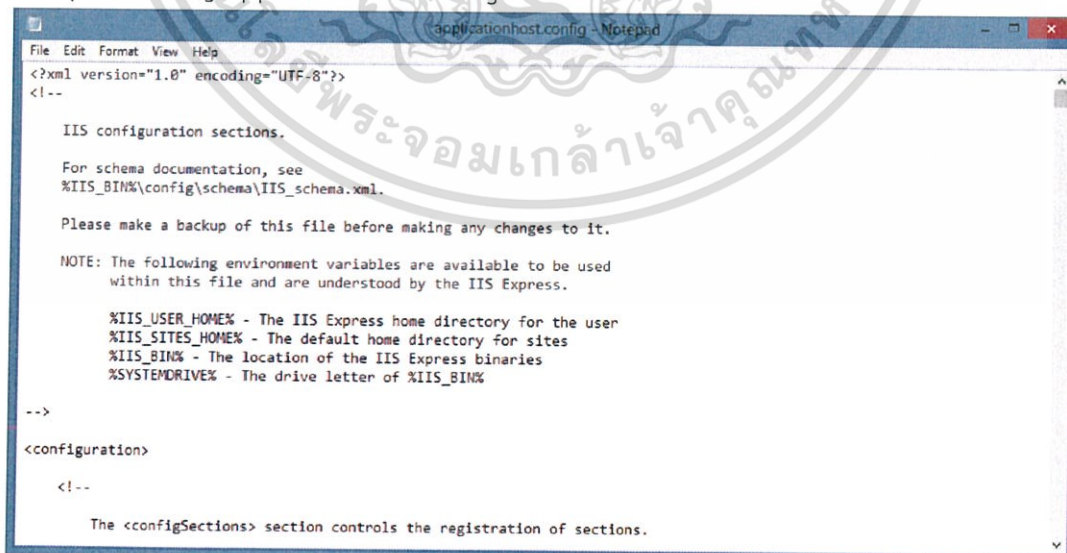 applicationhost.config - Notepad
File Edit Format View Help
<?xml version="1.0" encoding="UTF-8"?>
<!--
IIS configuration sections.
For schema documentation, see
%IIS_BIN%\config\schema\IIS_schema.xml.
Please make a backup of this file before making any changes to it.
NOTE: The following environment variables are available to be used
within this file and are understood by the IIS Express.
%IIS_USER_HOME% - The IIS Express home directory for the user
%IIS_SITES_HOME% - The default home directory for sites
%IIS_BIN% - The location of the IIS Express binaries
%SYSTEMDRIVE% - The drive letter of %IIS_BIN%
-->
<configuration>
<!--
The <configSections> section controls the registration of sections.